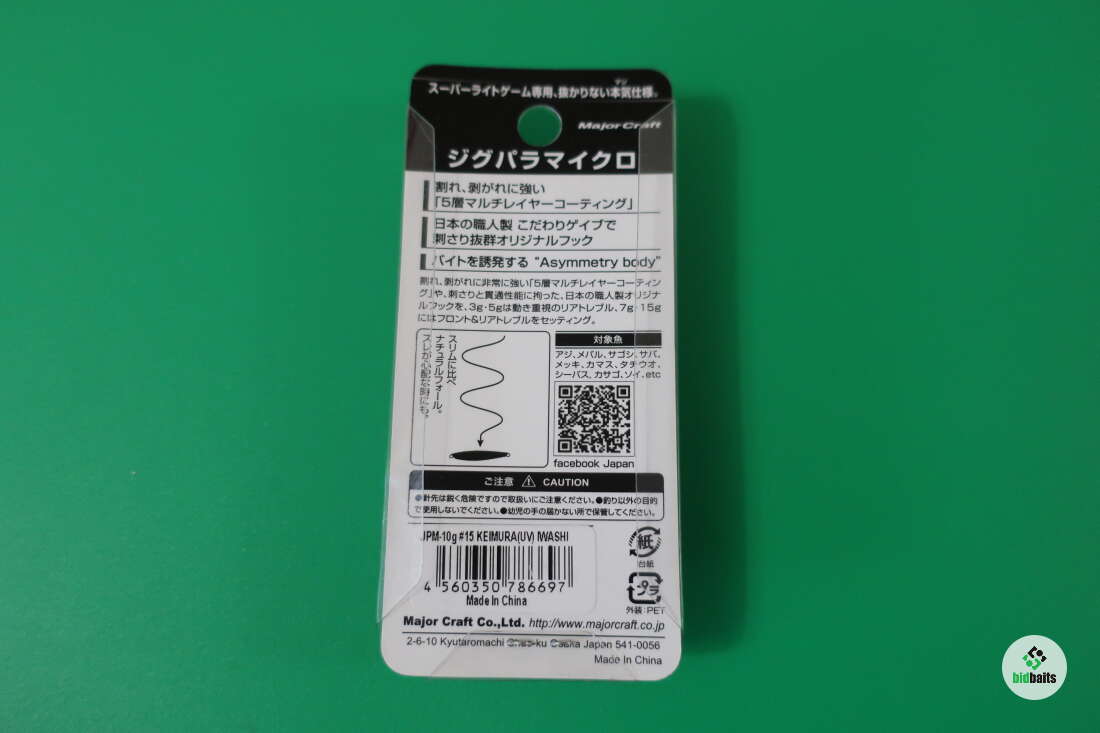 マジ
スーパーライトゲーム専用、抜かりない本気仕様。
Major Craft
ジグパラマイクロ
割れ、剥がれに強い
「5層マルチレイヤーコーティング」
日本の職人製 こだわりゲイプで
刺さり抜群オリジナルフック
バイトを誘発する “Asymmetry body”
割れ、剥がれに非常に強い「5層マルチレイヤーコーティン
グ」や、刺さりと貫通性能に拘った、日本の職人製オリジナ
ルフックを、3g・5gは動き重視のリアトレブル、7g・15g
にはフロント&リアトレブルをセッティング。
スリムに比べ
ナチュラルフォール。
スレが心配な時にも。
対象魚
アジ、メバル、サゴシ、サバ、
メッキ、カマス、タチウオ、
シーバス、カサゴ、ソイ、etc
facebook Japan
ご注意 CAUTION
●針先は鋭く危険ですので取扱いにご注意ください。●釣り以外の目的
で使用しないでください。●幼児の手の届かない所で保管してください。
JPM-10g #15 KEIMURA(UV) IWASHI
4 560350 786697
Made In China
紙
台紙
プラ
外装:PET
Major Craft Co.,Ltd. http://www.majorcraft.co.jp
2-6-10 Kyutaromachi Chuo-ku Osaka Japan 541-0056
Made In China
bidbaits